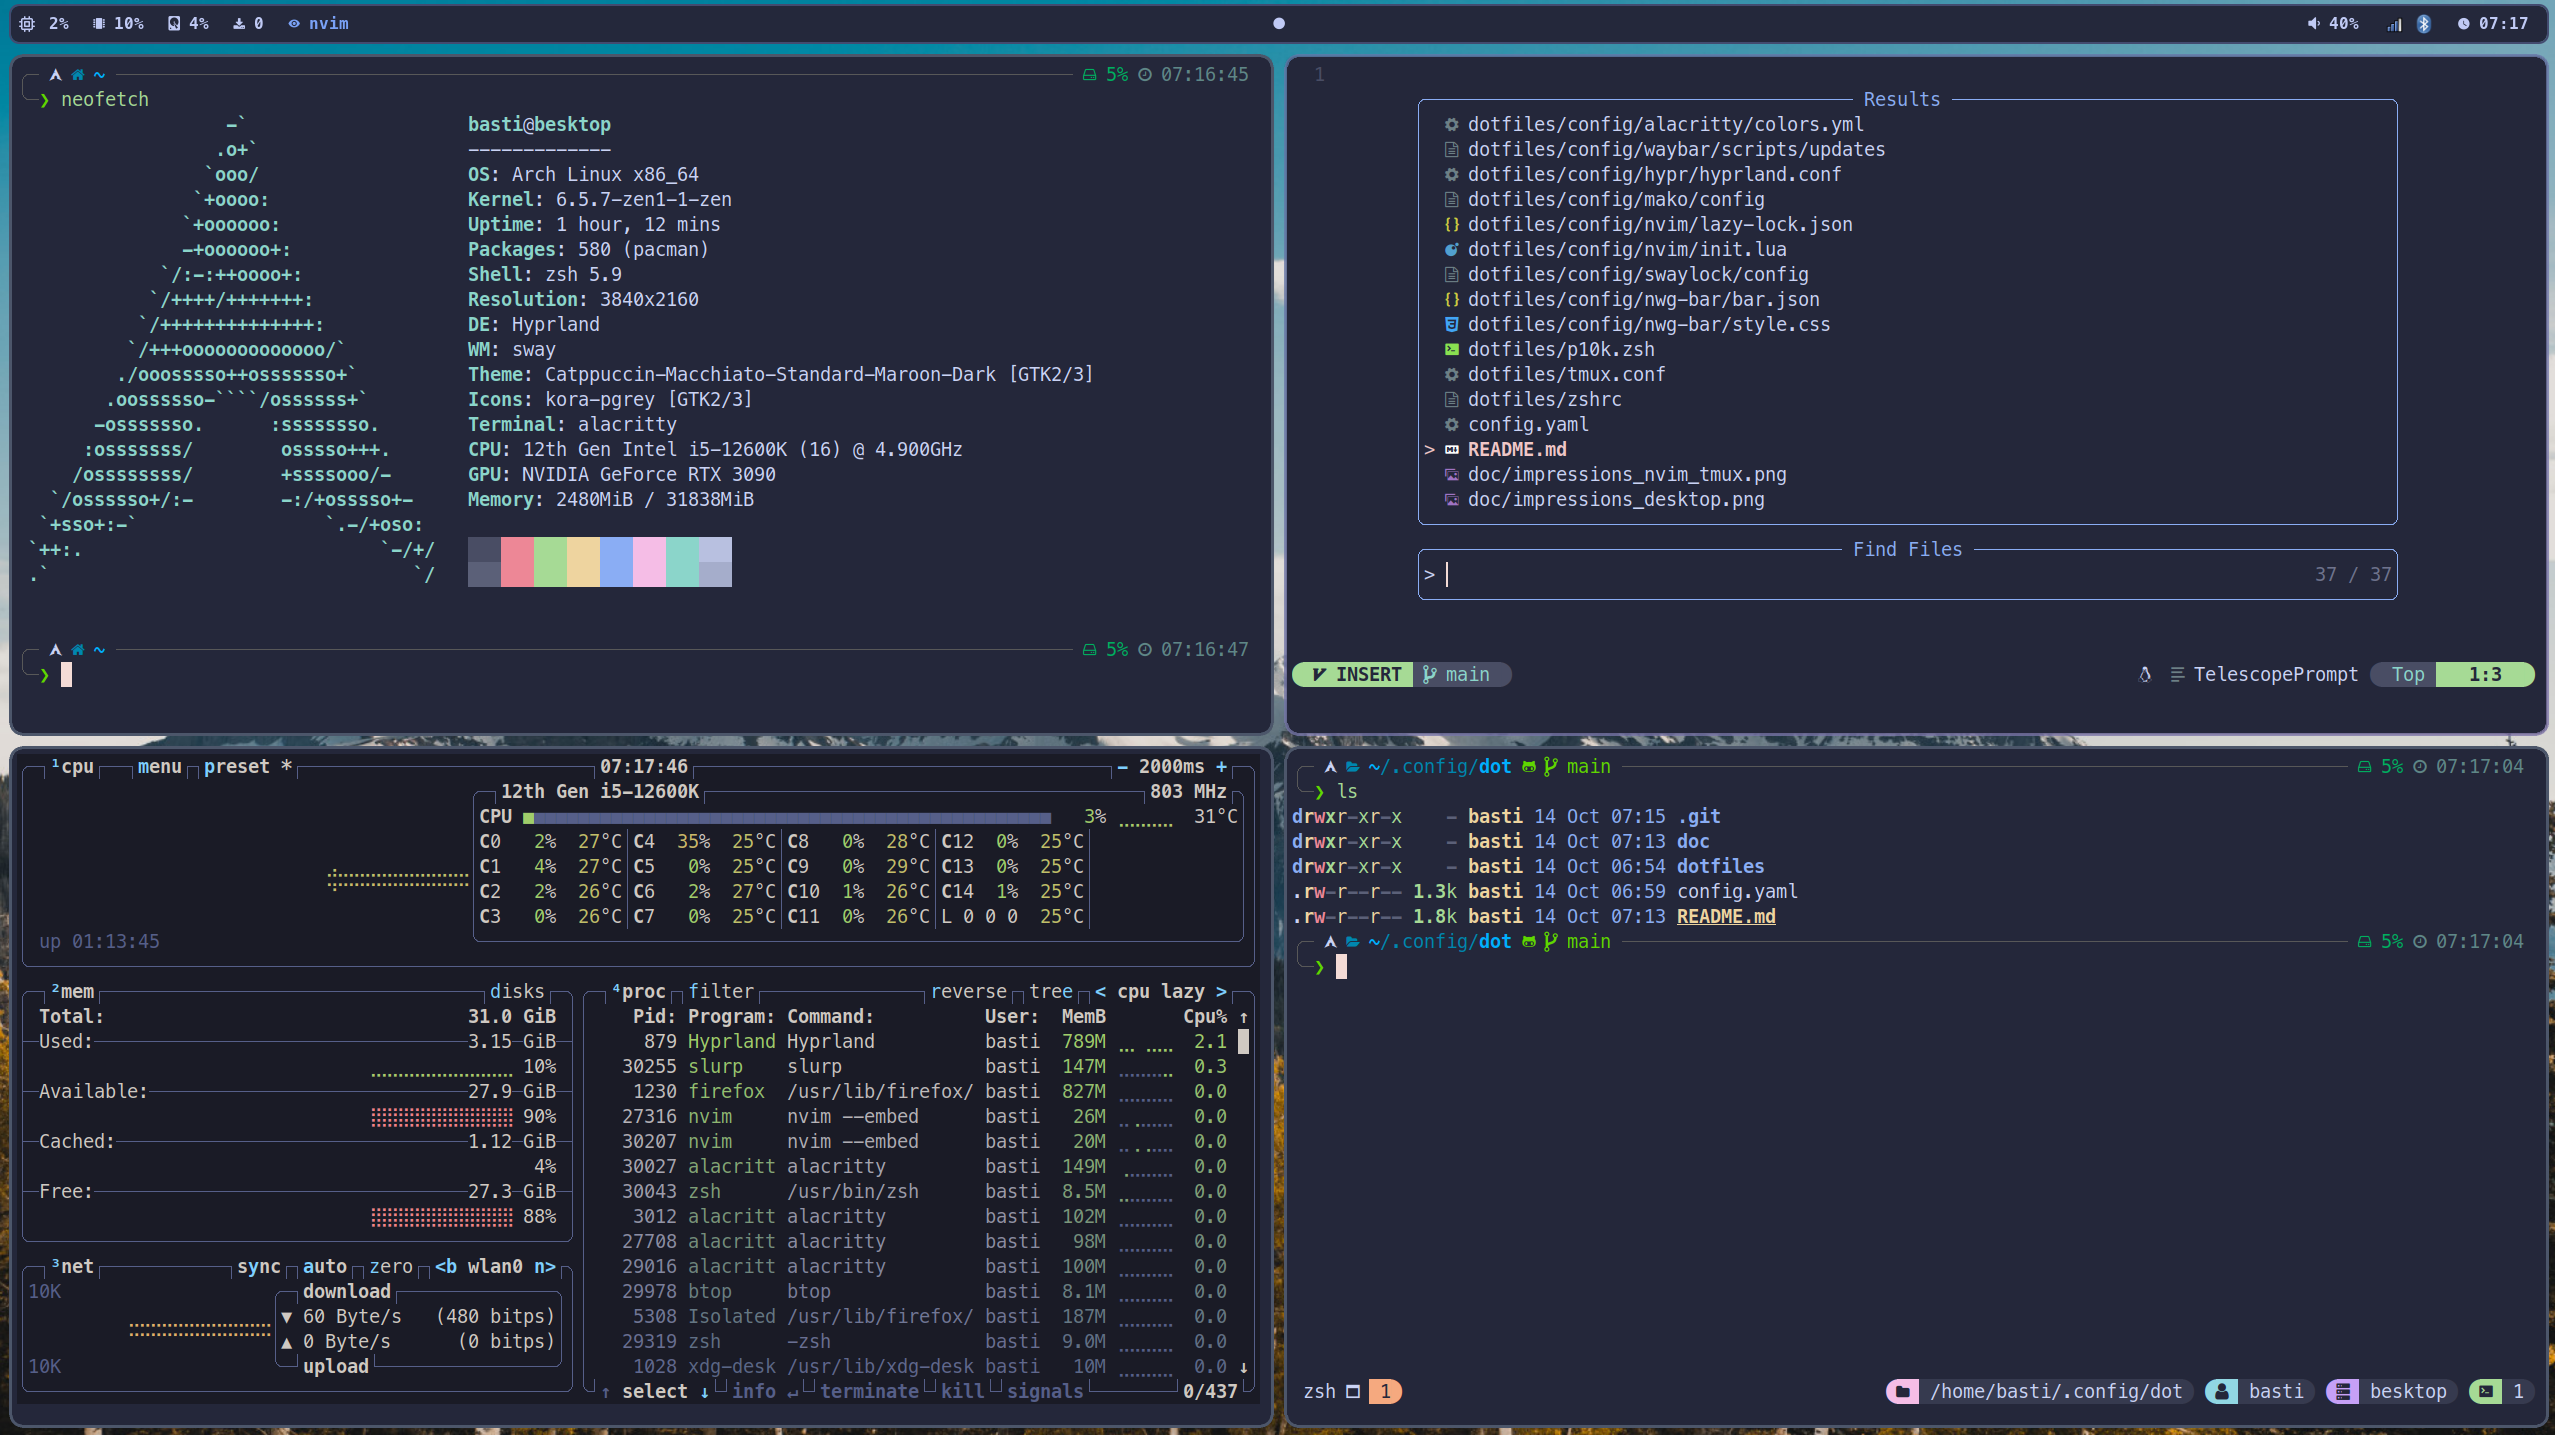 2% 10% 4% 0 nvim 40% 07:17
~ 5% 07:16:45
❯ neofetch
-`
.o+`
`ooo/
`+oooo:
`+oooooo:
-+oooooo+:
`/:-:++oooo+:
`/++++/+++++++:
`/++++++++++++++:
`/+++ooooooooooooo/`
./ooosssso++osssssso+`
.oossssso-````/ossssss+`
-osssssso. :ssssssso.
:osssssss/ osssso+++.
/ossssssss/ +ssssooo/-
`/ossssso+/:- -:/+osssso+-
`+sso+:-` `.-/+oso:
`++:. `-/+/
.` `/
basti@besktop
-------------
OS: Arch Linux x86_64
Kernel: 6.5.7-zen1-1-zen
Uptime: 1 hour, 12 mins
Packages: 580 (pacman)
Shell: zsh 5.9
Resolution: 3840x2160
DE: Hyprland
WM: sway
Theme: Catppuccin-Macchiato-Standard-Maroon-Dark [GTK2/3]
Icons: kora-pgrey [GTK2/3]
Terminal: alacritty
CPU: 12th Gen Intel i5-12600K (16) @ 4.900GHz
GPU: NVIDIA GeForce RTX 3090
Memory: 2480MiB / 31838MiB
~ 5% 07:16:47
❯
1
Results
dotfiles/config/alacritty/colors.yml
dotfiles/config/waybar/scripts/updates
dotfiles/config/hypr/hyprland.conf
dotfiles/config/mako/config
dotfiles/config/nvim/lazy-lock.json
dotfiles/config/nvim/init.lua
dotfiles/config/swaylock/config
dotfiles/config/nwg-bar/bar.json
dotfiles/config/nwg-bar/style.css
dotfiles/p10k.zsh
dotfiles/tmux.conf
dotfiles/zshrc
config.yaml
> README.md
doc/impressions_nvim_tmux.png
doc/impressions_desktop.png
Find Files
> 37 / 37
INSERT main TelescopePrompt Top 1:3
¹cpu menu preset * 07:17:46 - 2000ms +
12th Gen i5-12600K 803 MHz
CPU 3% 31°C
C0 2% 27°C C4 35% 25°C C8 0% 28°C C12 0% 25°C
C1 4% 27°C C5 0% 25°C C9 0% 29°C C13 0% 25°C
C2 2% 26°C C6 2% 27°C C10 1% 26°C C14 1% 25°C
C3 0% 26°C C7 0% 25°C C11 0% 26°C L 0 0 0 25°C
up 01:13:45
²mem disks
Total: 31.0 GiB
Used: 3.15 GiB
10%
Available: 27.9 GiB
90%
Cached: 1.12 GiB
4%
Free: 27.3 GiB
88%
³net sync auto zero <b wlan0 n>
10K
download
▼ 60 Byte/s (480 bitps)
▲ 0 Byte/s (0 bitps)
10K upload
⁴proc filter reverse tree < cpu lazy >
Pid: Program: Command: User: MemB Cpu% ↑
879 Hyprland Hyprland basti 789M 2.1
30255 slurp slurp basti 147M 0.3
1230 firefox /usr/lib/firefox/ basti 827M 0.0
27316 nvim nvim --embed basti 26M 0.0
30207 nvim nvim --embed basti 20M 0.0
30027 alacritt alacritty basti 149M 0.0
30043 zsh /usr/bin/zsh basti 8.5M 0.0
3012 alacritt alacritty basti 102M 0.0
27708 alacritt alacritty basti 98M 0.0
29016 alacritt alacritty basti 100M 0.0
29978 btop btop basti 8.1M 0.0
5308 Isolated /usr/lib/firefox/ basti 187M 0.0
29319 zsh -zsh basti 9.0M 0.0
1028 xdg-desk /usr/lib/xdg-desk basti 10M 0.0 ↓
↑ select ↓ info ↵ terminate kill signals 0/437
~/.config/dot main 5% 07:17:04
❯ ls
drwxr-xr-x - basti 14 Oct 07:15 .git
drwxr-xr-x - basti 14 Oct 07:13 doc
drwxr-xr-x - basti 14 Oct 06:54 dotfiles
.rw-r--r-- 1.3k basti 14 Oct 06:59 config.yaml
.rw-r--r-- 1.8k basti 14 Oct 07:13 README.md
~/.config/dot main 5% 07:17:04
❯
zsh 1 /home/basti/.config/dot basti besktop 1